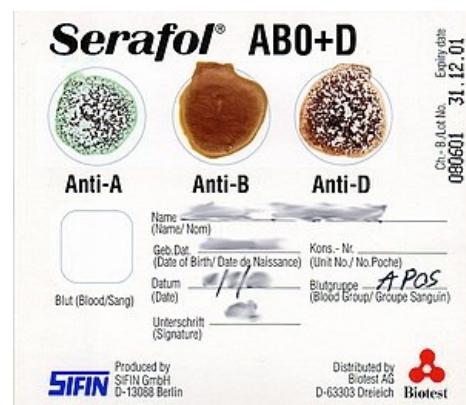 Serafol® AB0+D
Anti-A Anti-B Anti-D
Ch.- B./Lot No. Expiry date
080601 31.12.01
Name
(Name/ Nom)
Geb.Dat. Kons.- Nr.
(Date of Birth/ Date de Naissance) (Unit No./ No.Poche)
Datum Blutgruppe A POS
(Date) (Blood Group/ Groupe Sanguin)
Blut (Blood/Sang)
Unterschrift
(Signature)
SIFIN Produced by
SIFIN GmbH
D-13088 Berlin
Distributed by
Biotest AG
D-63303 Dreieich Biotest